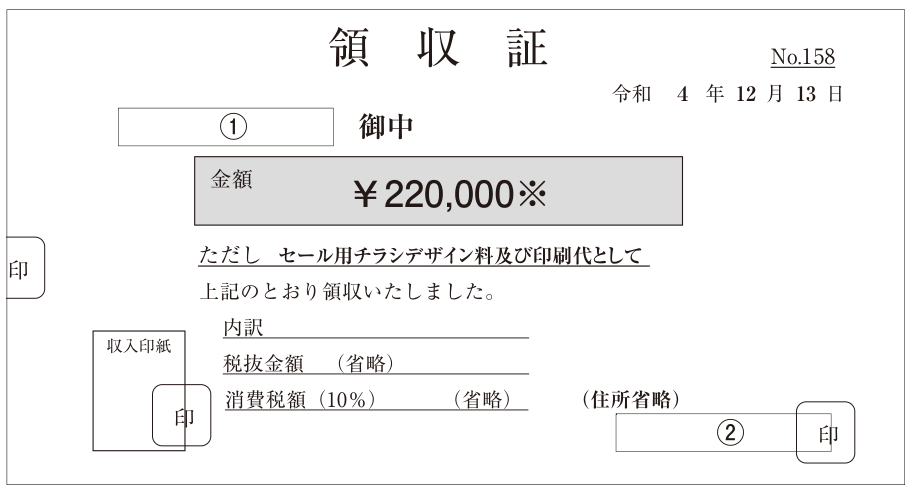 領 収 証
No.158
令和 4 年 12 月 13 日
① 御中
金額 ¥220,000※
ただし セール用チラシデザイン料及び印刷代として
上記のとおり領収いたしました。
印
内訳
収入印紙
税抜金額 （省略）
消費税額（10%） （省略）
（住所省略）
印
② 印